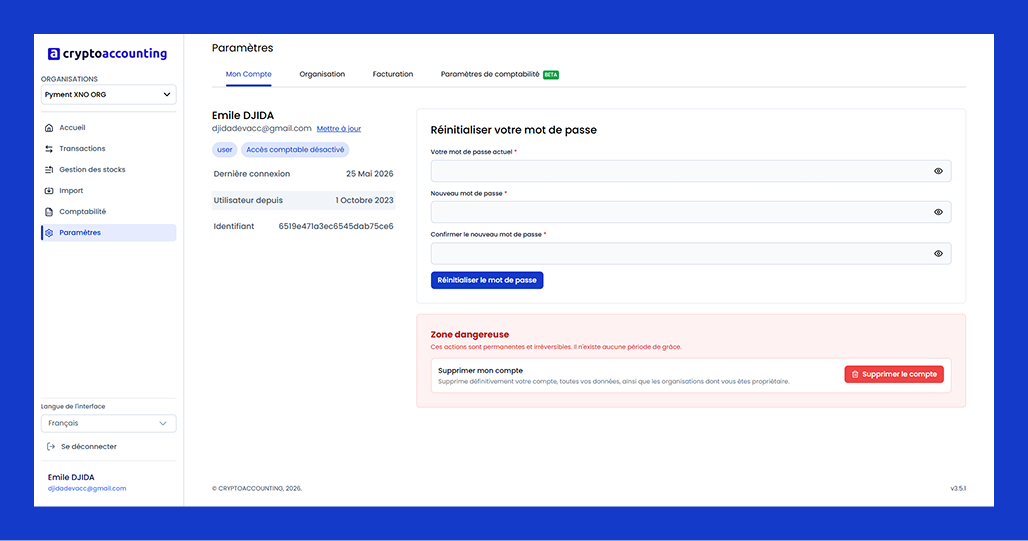 a cryptoaccounting
ORGANISATIONS
Pyment XNO ORG
Accueil
Transactions
Gestion des stocks
Import
Comptabilité
Paramètres
Langue de l'interface
Français
Se déconnecter
Emile DJIDA
djidadevacc@gmail.com
Paramètres
Mon Compte
Organisation
Facturation
Paramètres de comptabilité BETA
Emile DJIDA
djidadevacc@gmail.com Mettre à jour
user Accès comptable désactivé
Dernière connexion 25 Mai 2026
Utilisateur depuis 1 Octobre 2023
Identifiant 6519e471a3ec6545dab75ce6
Réinitialiser votre mot de passe
Votre mot de passe actuel *
Nouveau mot de passe *
Confirmer le nouveau mot de passe *
Réinitialiser le mot de passe
Zone dangereuse
Ces actions sont permanentes et irréversibles. Il n'existe aucune période de grâce.
Supprimer mon compte
Supprime définitivement votre compte, toutes vos données, ainsi que les organisations dont vous êtes propriétaire.
Supprimer le compte
© CRYPTOACCOUNTING, 2026.
v3.5.1